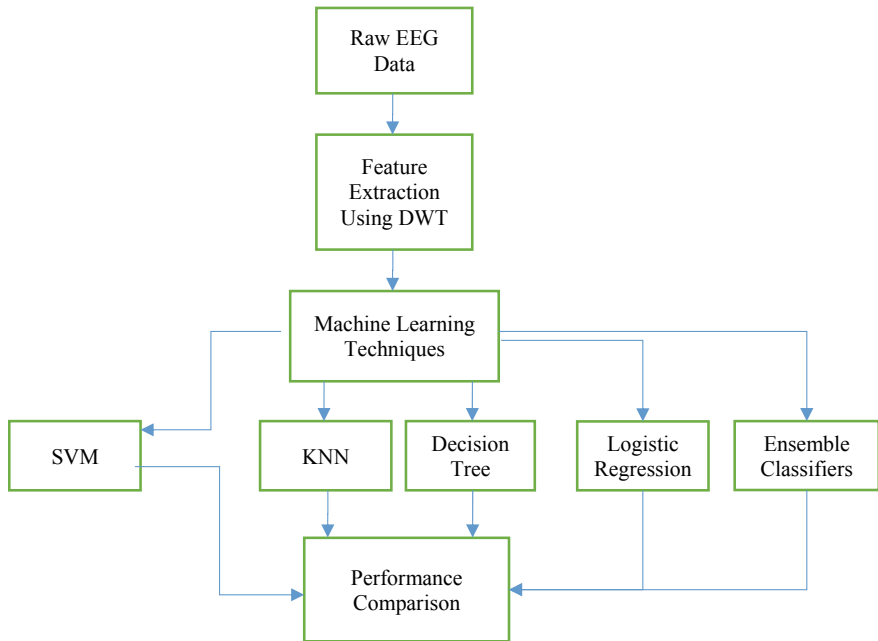 Raw EEG
Data
Feature
Extraction
Using DWT
Machine Learning
Techniques
SVM
KNN
Decision
Tree
Logistic
Regression
Ensemble
Classifiers
Performance
Comparison